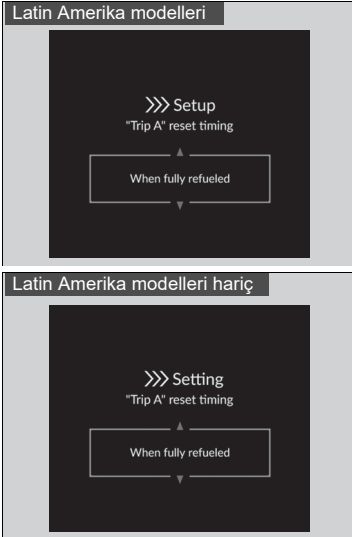 Latin Amerika modelleri
Setup
"Trip A" reset timing
When fully refueled
Latin Amerika modelleri hariç
Setting
"Trip A" reset timing
When fully refueled